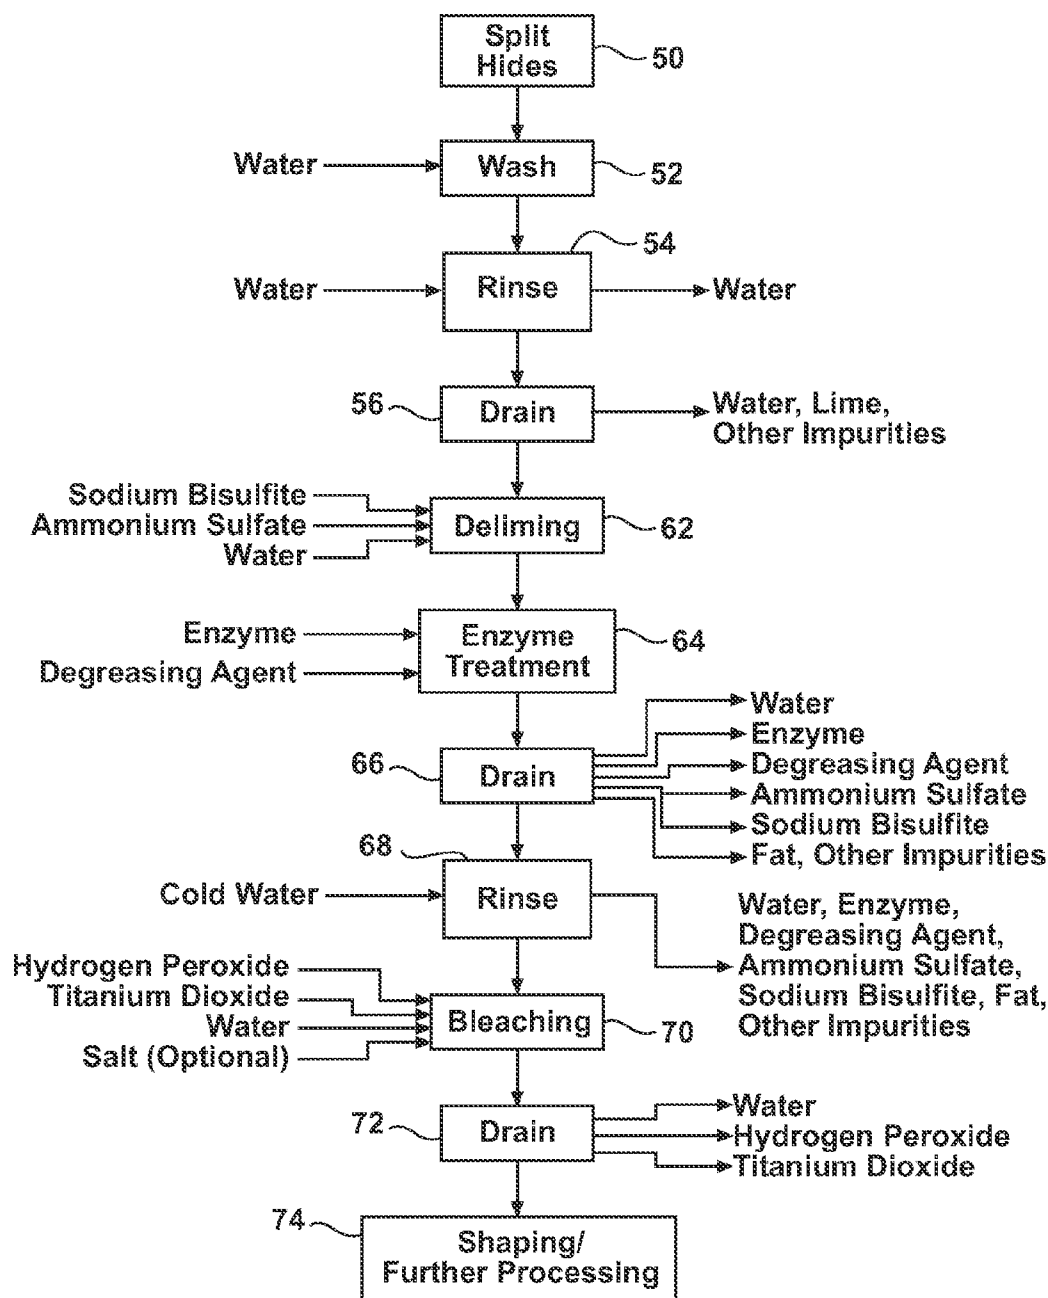 Split
Hides
50
Water
Wash
52
54
Water
Rinse
Water
56
Drain
Water, Lime,
Other Impurities
Sodium Bisulfite
Ammonium Sulfate
Water
Deliming
62
Enzyme
Degreasing Agent
Enzyme
Treatment
64
66
Drain
Water
Enzyme
Degreasing Agent
Ammonium Sulfate
Sodium Bisulfite
Fat, Other Impurities
68
Cold Water
Rinse
Water, Enzyme,
Degreasing Agent,
Ammonium Sulfate,
Sodium Bisulfite, Fat,
Other Impurities
Hydrogen Peroxide
Titanium Dioxide
Water
Salt (Optional)
Bleaching
70
72
Drain
Water
Hydrogen Peroxide
Titanium Dioxide
74
Shaping/
Further Processing